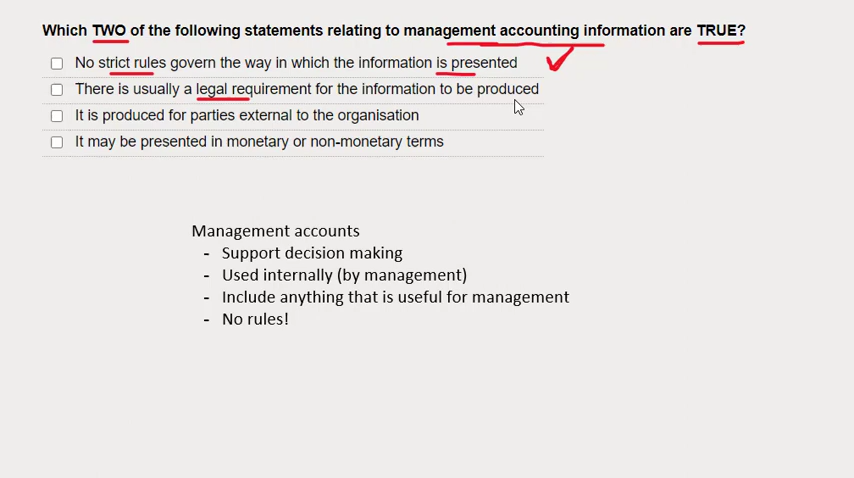 Which TWO of the following statements relating to management accounting information are TRUE?
No strict rules govern the way in which the information is presented
There is usually a legal requirement for the information to be produced
It is produced for parties external to the organisation
It may be presented in monetary or non-monetary terms
Management accounts
- Support decision making
- Used internally (by management)
- Include anything that is useful for management
- No rules!